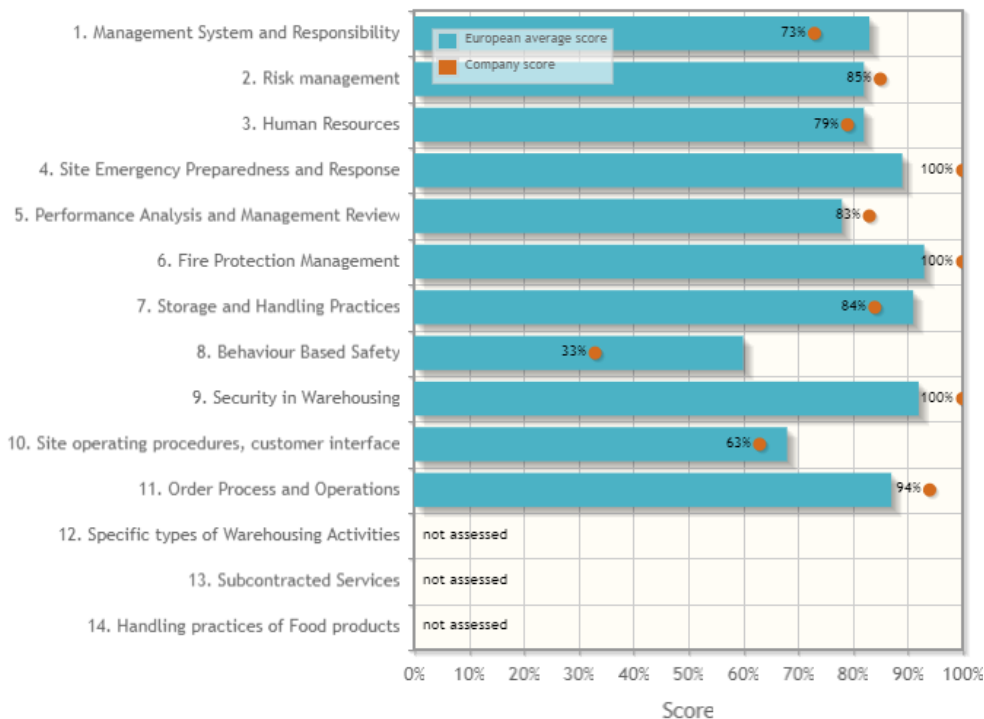 1. Management System and Responsibility
73%
European average score
Company score
2. Risk management
85%
3. Human Resources
79%
4. Site Emergency Preparedness and Response
100%
5. Performance Analysis and Management Review
83%
6. Fire Protection Management
100%
7. Storage and Handling Practices
84%
8. Behaviour Based Safety
33%
9. Security in Warehousing
100%
10. Site operating procedures, customer interface
63%
11. Order Process and Operations
94%
12. Specific types of Warehousing Activities
not assessed
13. Subcontracted Services
not assessed
14. Handling practices of Food products
not assessed
0% 10% 20% 30% 40% 50% 60% 70% 80% 90% 100%
Score